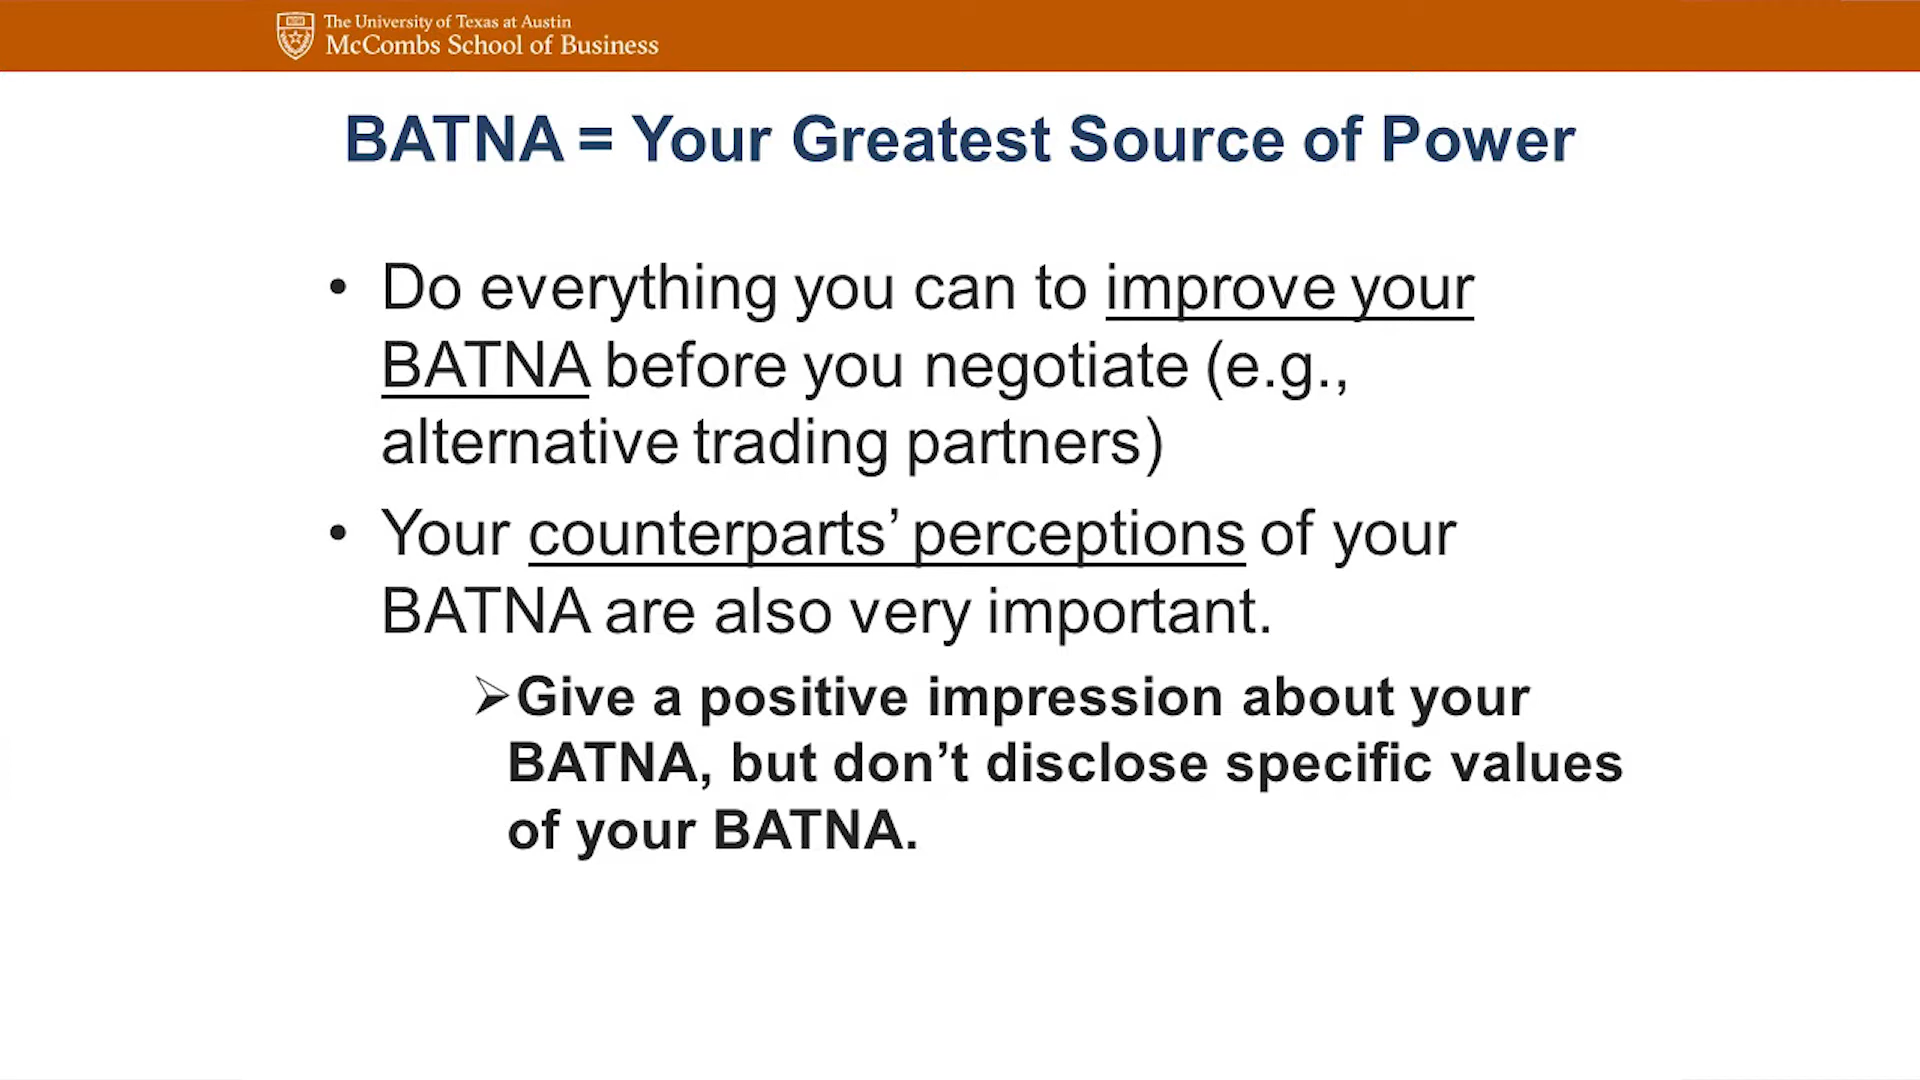 The University of Texas at Austin
McCombs School of Business
BATNA = Your Greatest Source of Power
• Do everything you can to improve your
BATNA before you negotiate (e.g.,
alternative trading partners)
• Your counterparts’ perceptions of your
BATNA are also very important.
➢Give a positive impression about your
BATNA, but don’t disclose specific values
of your BATNA.